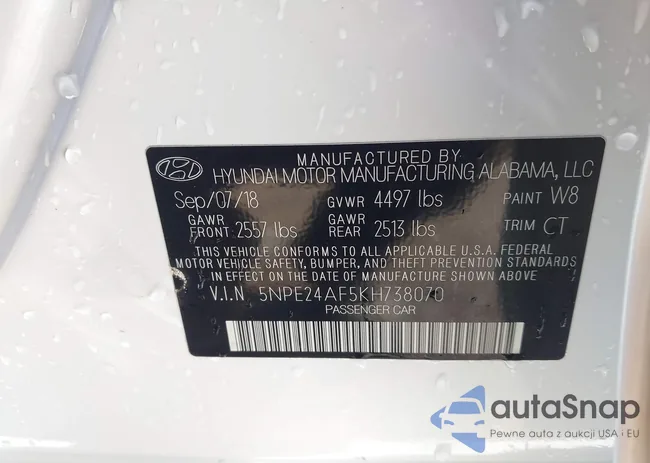 MANUFACTURED BY
HYUNDAI MOTOR MANUFACTURING ALABAMA, LLC
Sep/07/18 GVWR 4497 lbs PAINT W8
GAWR FRONT 2557 lbs GAWR REAR 2513 lbs TRIM CT
THIS VEHICLE CONFORMS TO ALL APPLICABLE U.S.A. FEDERAL
MOTOR VEHICLE SAFETY, BUMPER, AND THEFT PREVENTION STANDARDS
IN EFFECT ON THE DATE OF MANUFACTURE SHOWN ABOVE
V.I.N 5NPE24AF5KH738070
PASSENGER CAR
autaSnap
Pewne auta z aukcji USA i EU